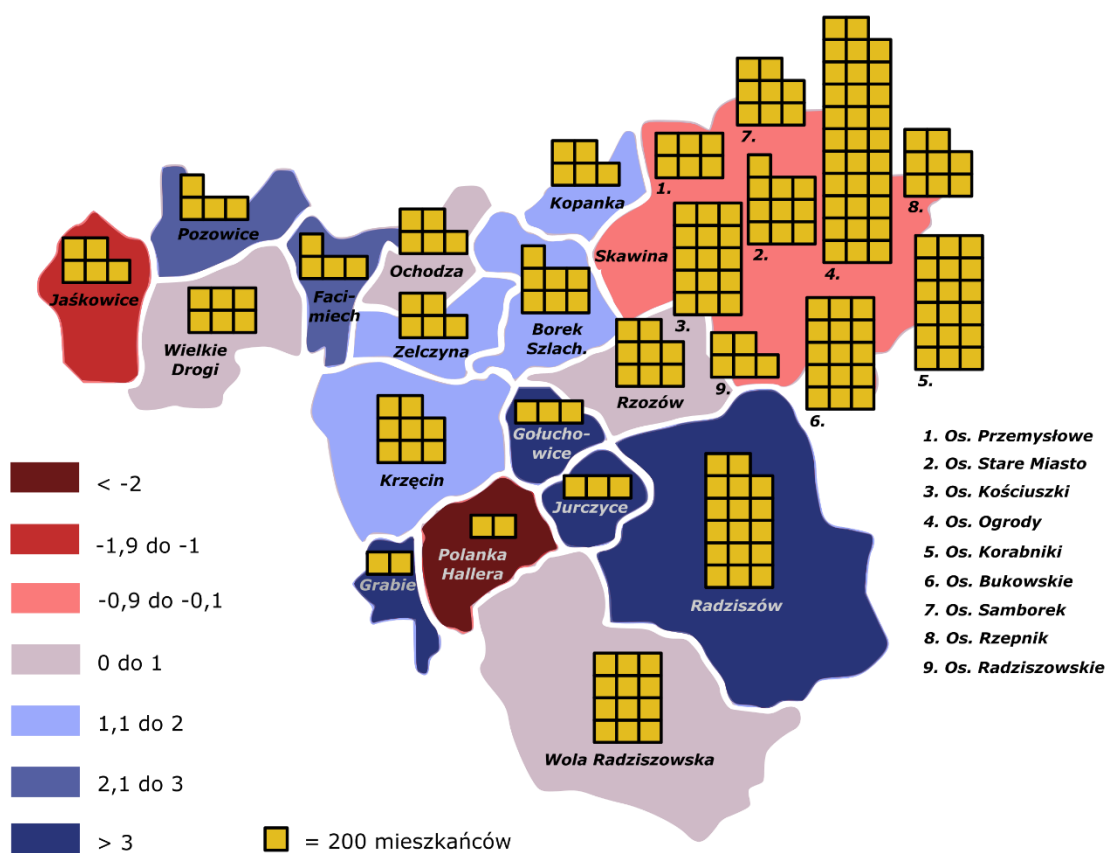 7.
Kopanka
1.
8.
Pozowice
Ochodza
Skawina
2.
4.
Jaśkowice
Faci-
miech
Wielkie
Drogi
Zelczyna
Borek
Szlach.
3.
9.
Rzozów
6.
5.
Krzęcin
Gołucho-
wice
Jurczyce
Polanka
Hallera
Grabie
Radziszów
Wola Radziszowska
1. Os. Przemysłowe
2. Os. Stare Miasto
3. Os. Kościuszki
4. Os. Ogrody
5. Os. Korabniki
6. Os. Bukowskie
7. Os. Samborek
8. Os. Rzepnik
9. Os. Radziszowskie
< -2
-1,9 do -1
-0,9 do -0,1
0 do 1
1,1 do 2
2,1 do 3
> 3
= 200 mieszkańców